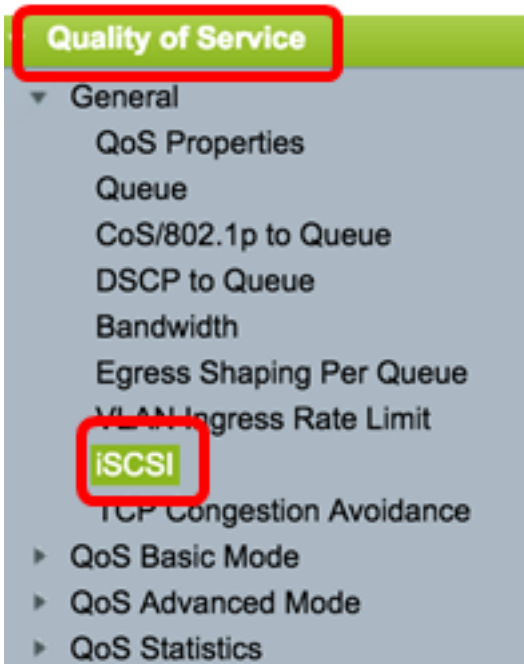 Quality of Service
General
QoS Properties
Queue
CoS/802.1p to Queue
DSCP to Queue
Bandwidth
Egress Shaping Per Queue
VLAN Ingress Rate Limit
iSCSI
TCP Congestion Avoidance
QoS Basic Mode
QoS Advanced Mode
QoS Statistics